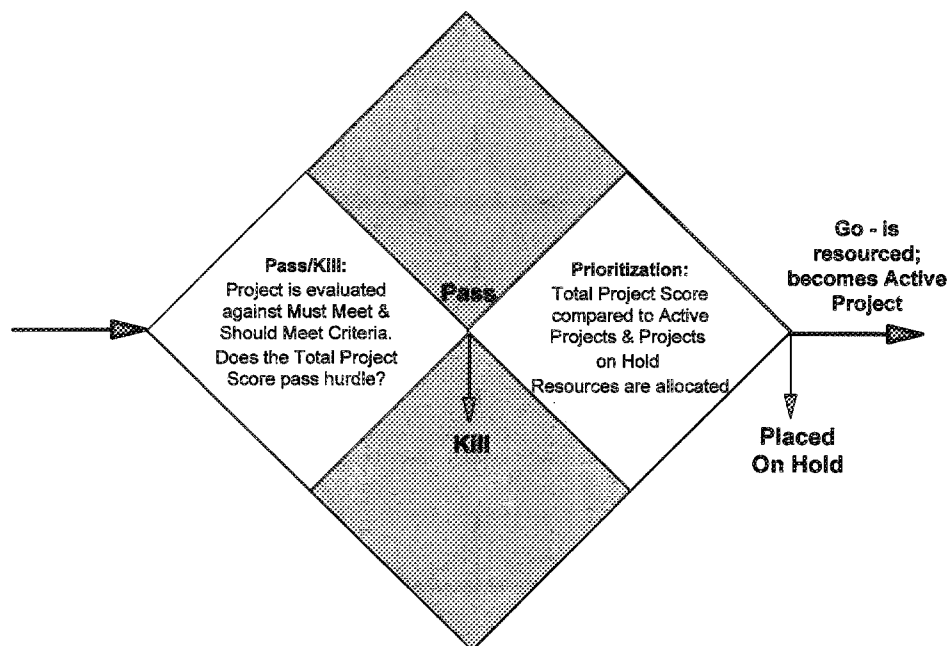 Pass/Kill:
Project is evaluated
against Must Meet &
Should Meet Criteria.
Does the Total Project
Score pass hurdle?
Pass
Kill
Prioritization:
Total Project Score
compared to Active
Projects & Projects
on Hold
Resources are allocated
Go - is
resourced;
becomes Active
Project
Placed
On Hold